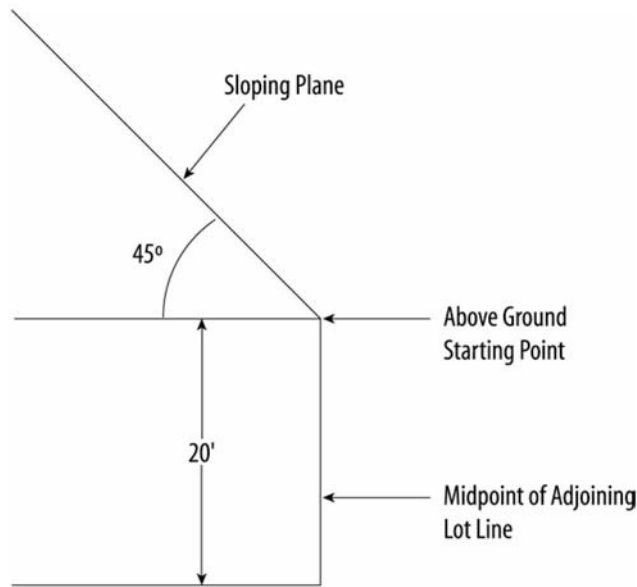 Sloping Plane
45º
Above Ground
Starting Point
20'
Midpoint of Adjoining
Lot Line